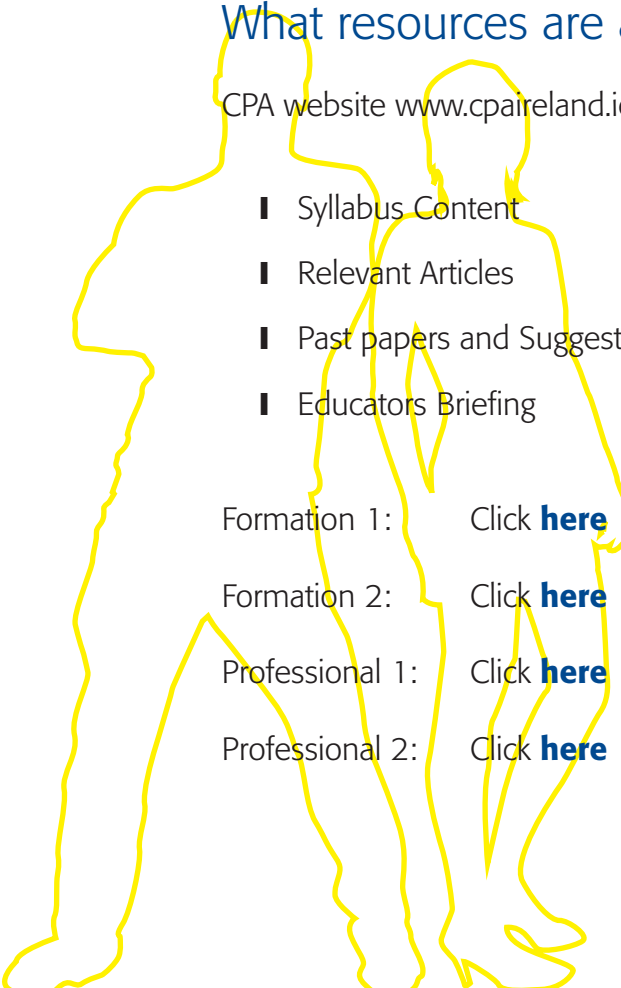 What resources are a
CPA website www.cpaireland.ie
Syllabus Content
Relevant Articles
Past papers and Suggest
Educators Briefing
Formation 1: Click here
Formation 2: Click here
Professional 1: Click here
Professional 2: Click here